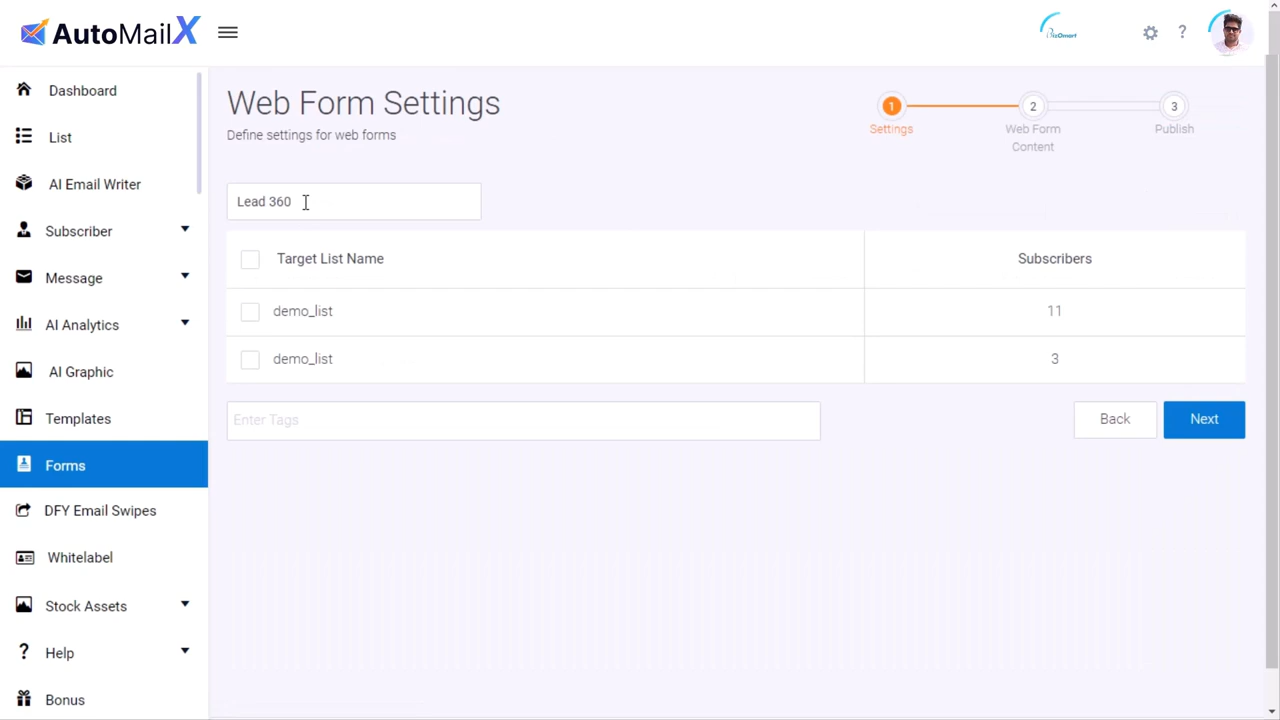 AutoMailX
BizOmart
?
Dashboard
List
AI Email Writer
Subscriber
Message
AI Analytics
AI Graphic
Templates
Forms
DFY Email Swipes
Whitelabel
Stock Assets
? Help
Bonus
Web Form Settings
Define settings for web forms
1
Settings
2
Web Form
Content
3
Publish
Lead 360
Target List Name Subscribers
demo_list 11
demo_list 3
Enter Tags
Back Next